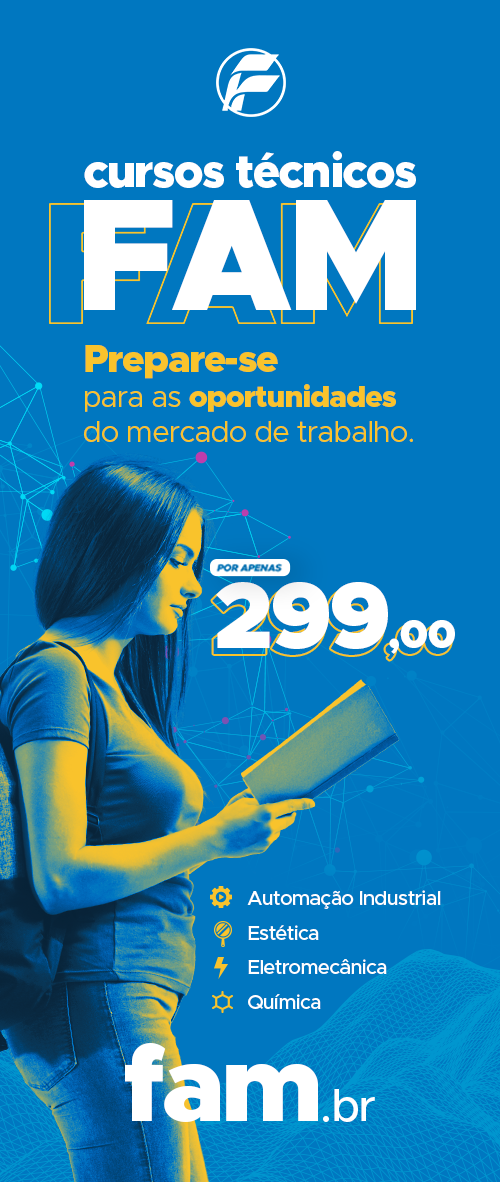 cursos técnicos
FAM
Prepare-se
para as oportunidades
do mercado de trabalho.
POR APENAS
299,00
Automação Industrial
Estética
Eletromecânica
Química
fam.br